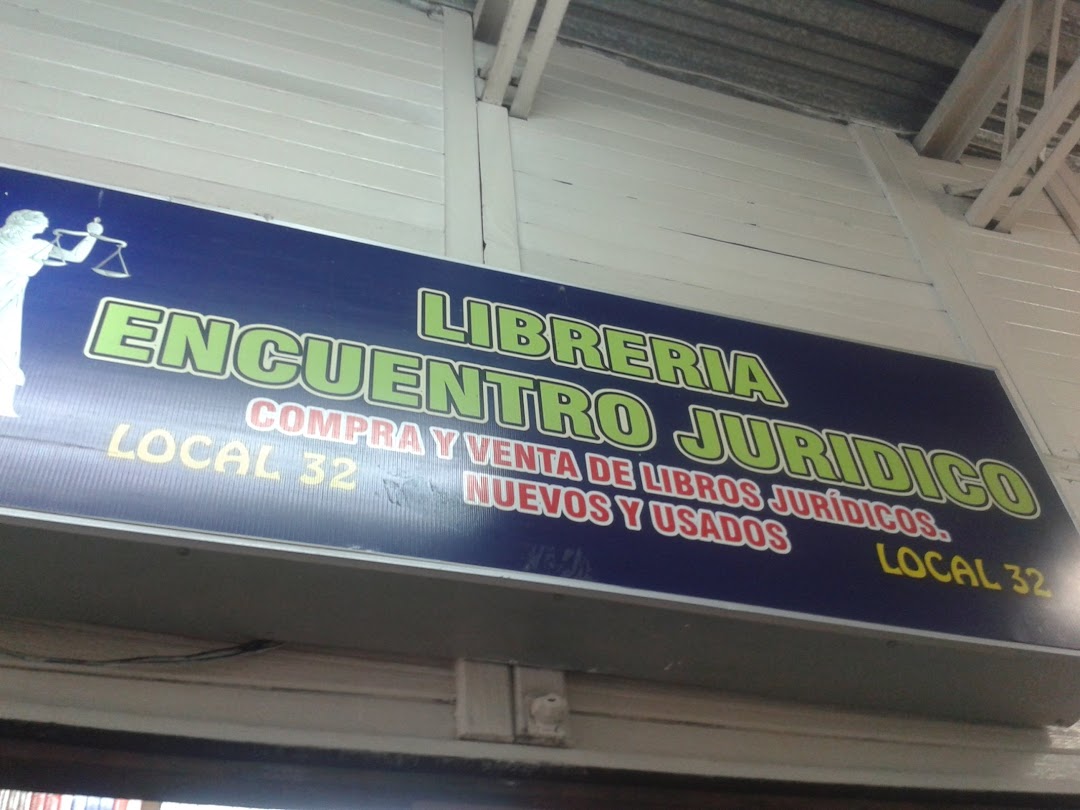 LIBRERIA
ENCUENTRO JURIDICO
COMPRA Y VENTA DE LIBROS JURÍDICOS.
NUEVOS Y USADOS
LOCAL 32
LOCAL 32